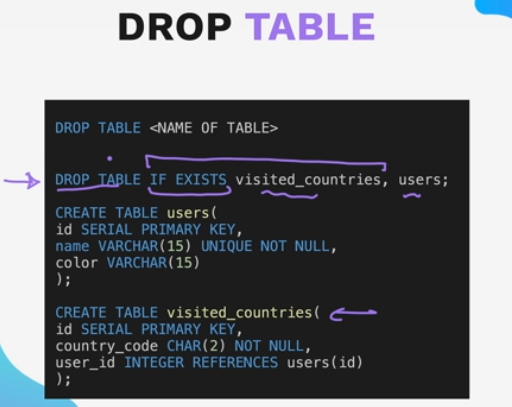 DROP TABLE
DROP TABLE <NAME OF TABLE>
DROP TABLE IF EXISTS visited_countries, users;
CREATE TABLE users(
id SERIAL PRIMARY KEY,
name VARCHAR(15) UNIQUE NOT NULL,
color VARCHAR(15)
);
CREATE TABLE visited_countries(
id SERIAL PRIMARY KEY,
country_code CHAR(2) NOT NULL,
user_id INTEGER REFERENCES users(id)
);